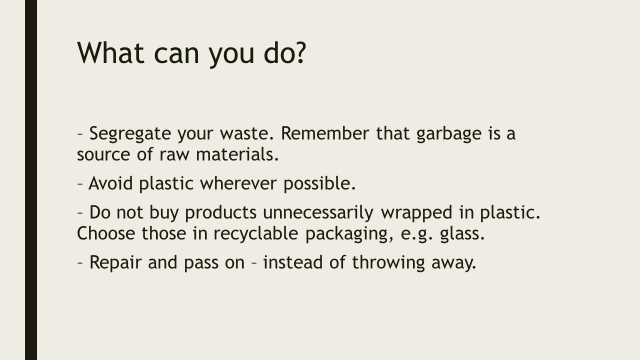 What can you do?
– Segregate your waste. Remember that garbage is a
source of raw materials.
– Avoid plastic wherever possible.
– Do not buy products unnecessarily wrapped in plastic.
Choose those in recyclable packaging, e.g. glass.
– Repair and pass on – instead of throwing away.